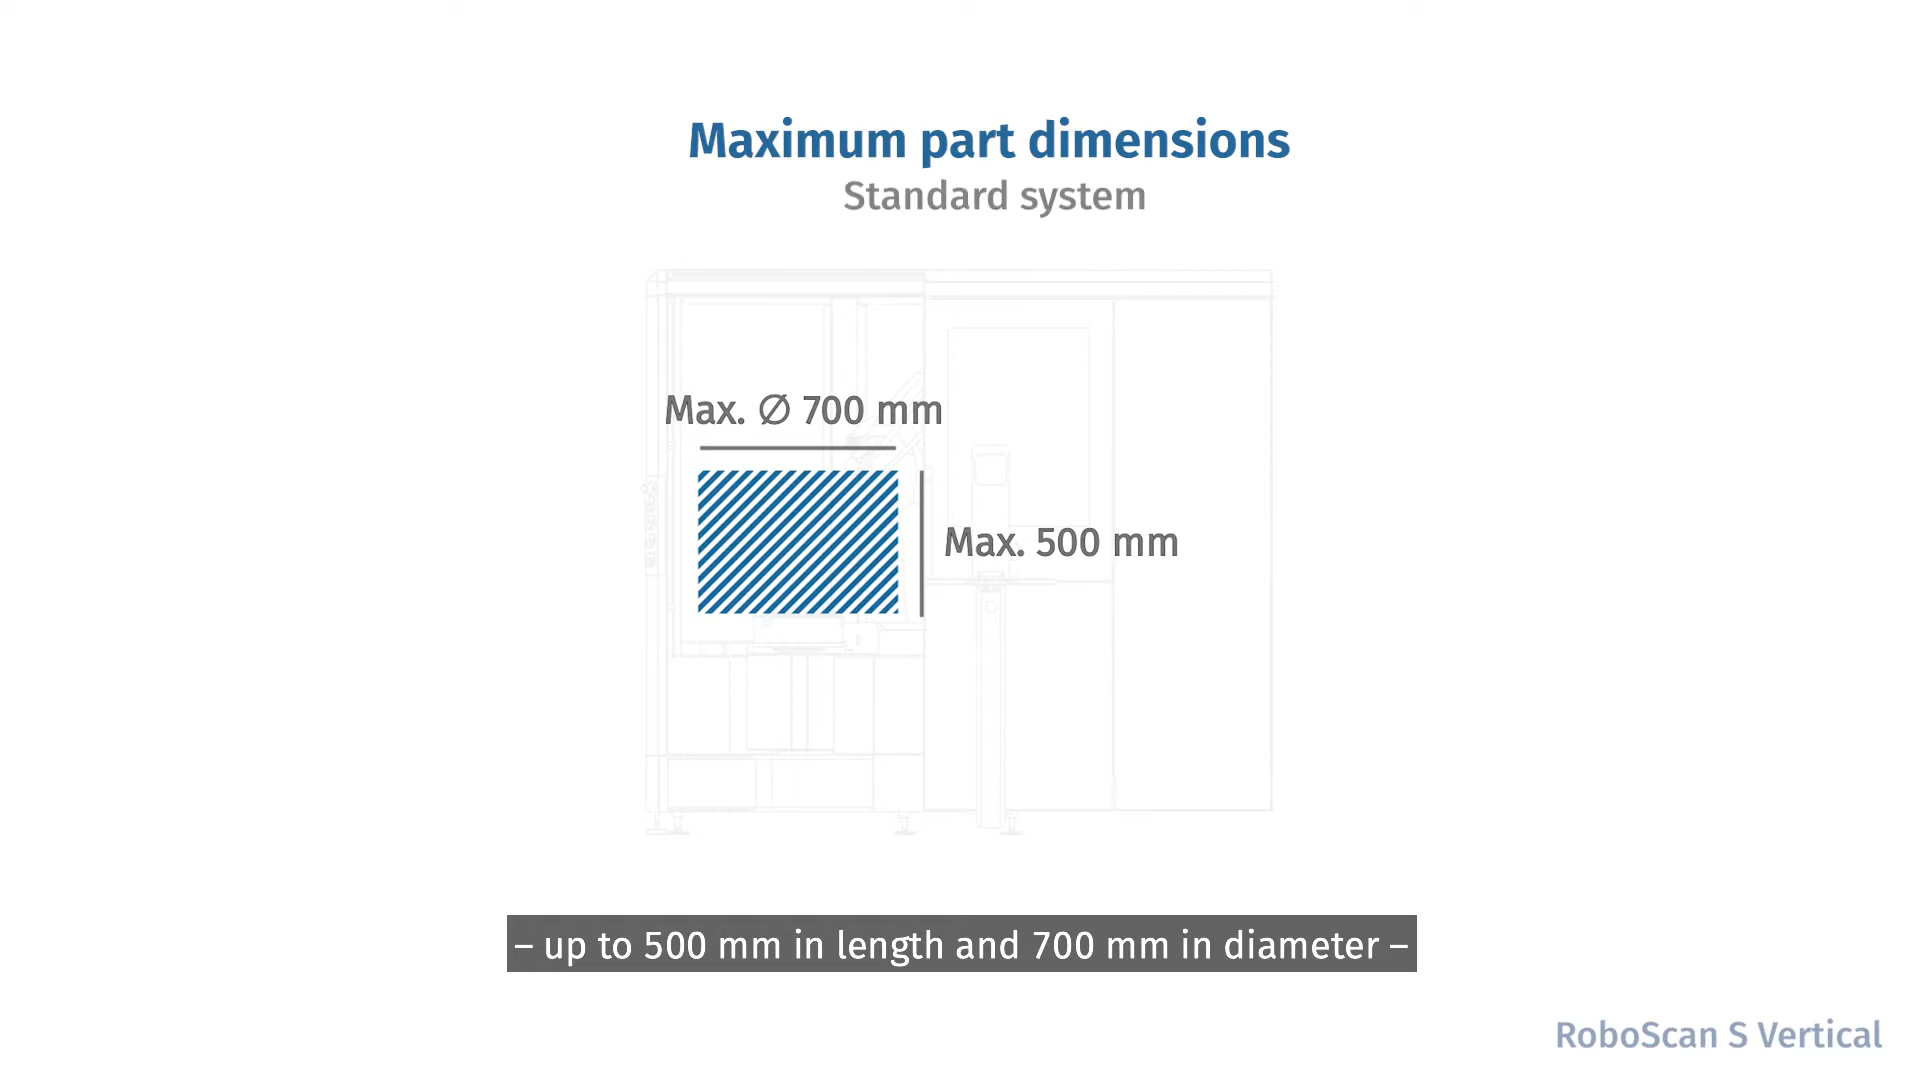 Maximum part dimensions
Standard system
Max. ∅ 700 mm
Max. 500 mm
– up to 500 mm in length and 700 mm in diameter –
RoboScan S Vertical